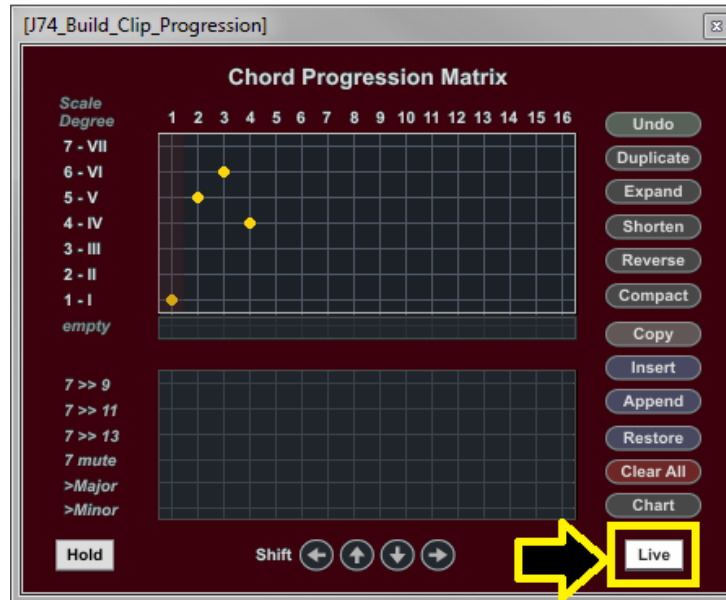 [J74_Build_Clip_Progression]
Chord Progression Matrix
Scale
Degree
1 2 3 4 5 6 7 8 9 10 11 12 13 14 15 16
7 - VII
6 - VI
5 - V
4 - IV
3 - III
2 - II
1 - I
empty
7 >> 9
7 >> 11
7 >> 13
7 mute
>Major
>Minor
Undo
Duplicate
Expand
Shorten
Reverse
Compact
Copy
Insert
Append
Restore
Clear All
Chart
Hold
Shift
Live